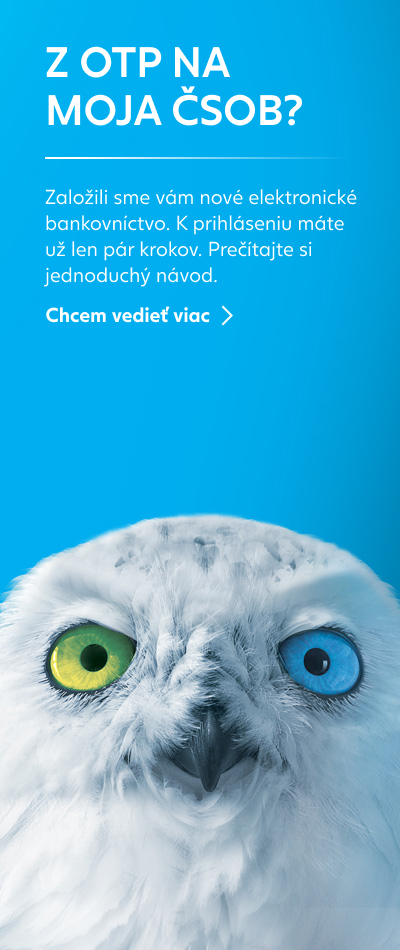 Z OTP NA
MOJA ČSOB?
Založili sme vám nové elektronické
bankovníctvo. K prihláseniu máte
už len pár krokov. Prečítajte si
jednoduchý návod.
Chcem vedieť viac